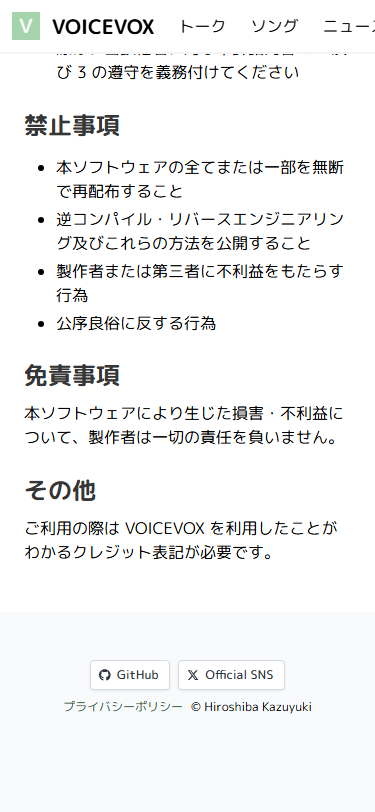 V VOICEVOX トーク ソング ニュース
び 3 の遵守を義務付けてください
禁止事項
本ソフトウェアの全てまたは一部を無断
で再配布すること
逆コンパイル・リバースエンジニアリン
グ及びこれらの方法を公開すること
製作者または第三者に不利益をもたらす
行為
公序良俗に反する行為
免責事項
本ソフトウェアにより生じた損害・不利益に
ついて、製作者は一切の責任を負いません。
その他
ご利用の際は VOICEVOX を利用したことが
わかるクレジット表記が必要です。
GitHub Official SNS
プライバシーポリシー © Hiroshiba Kazuyuki